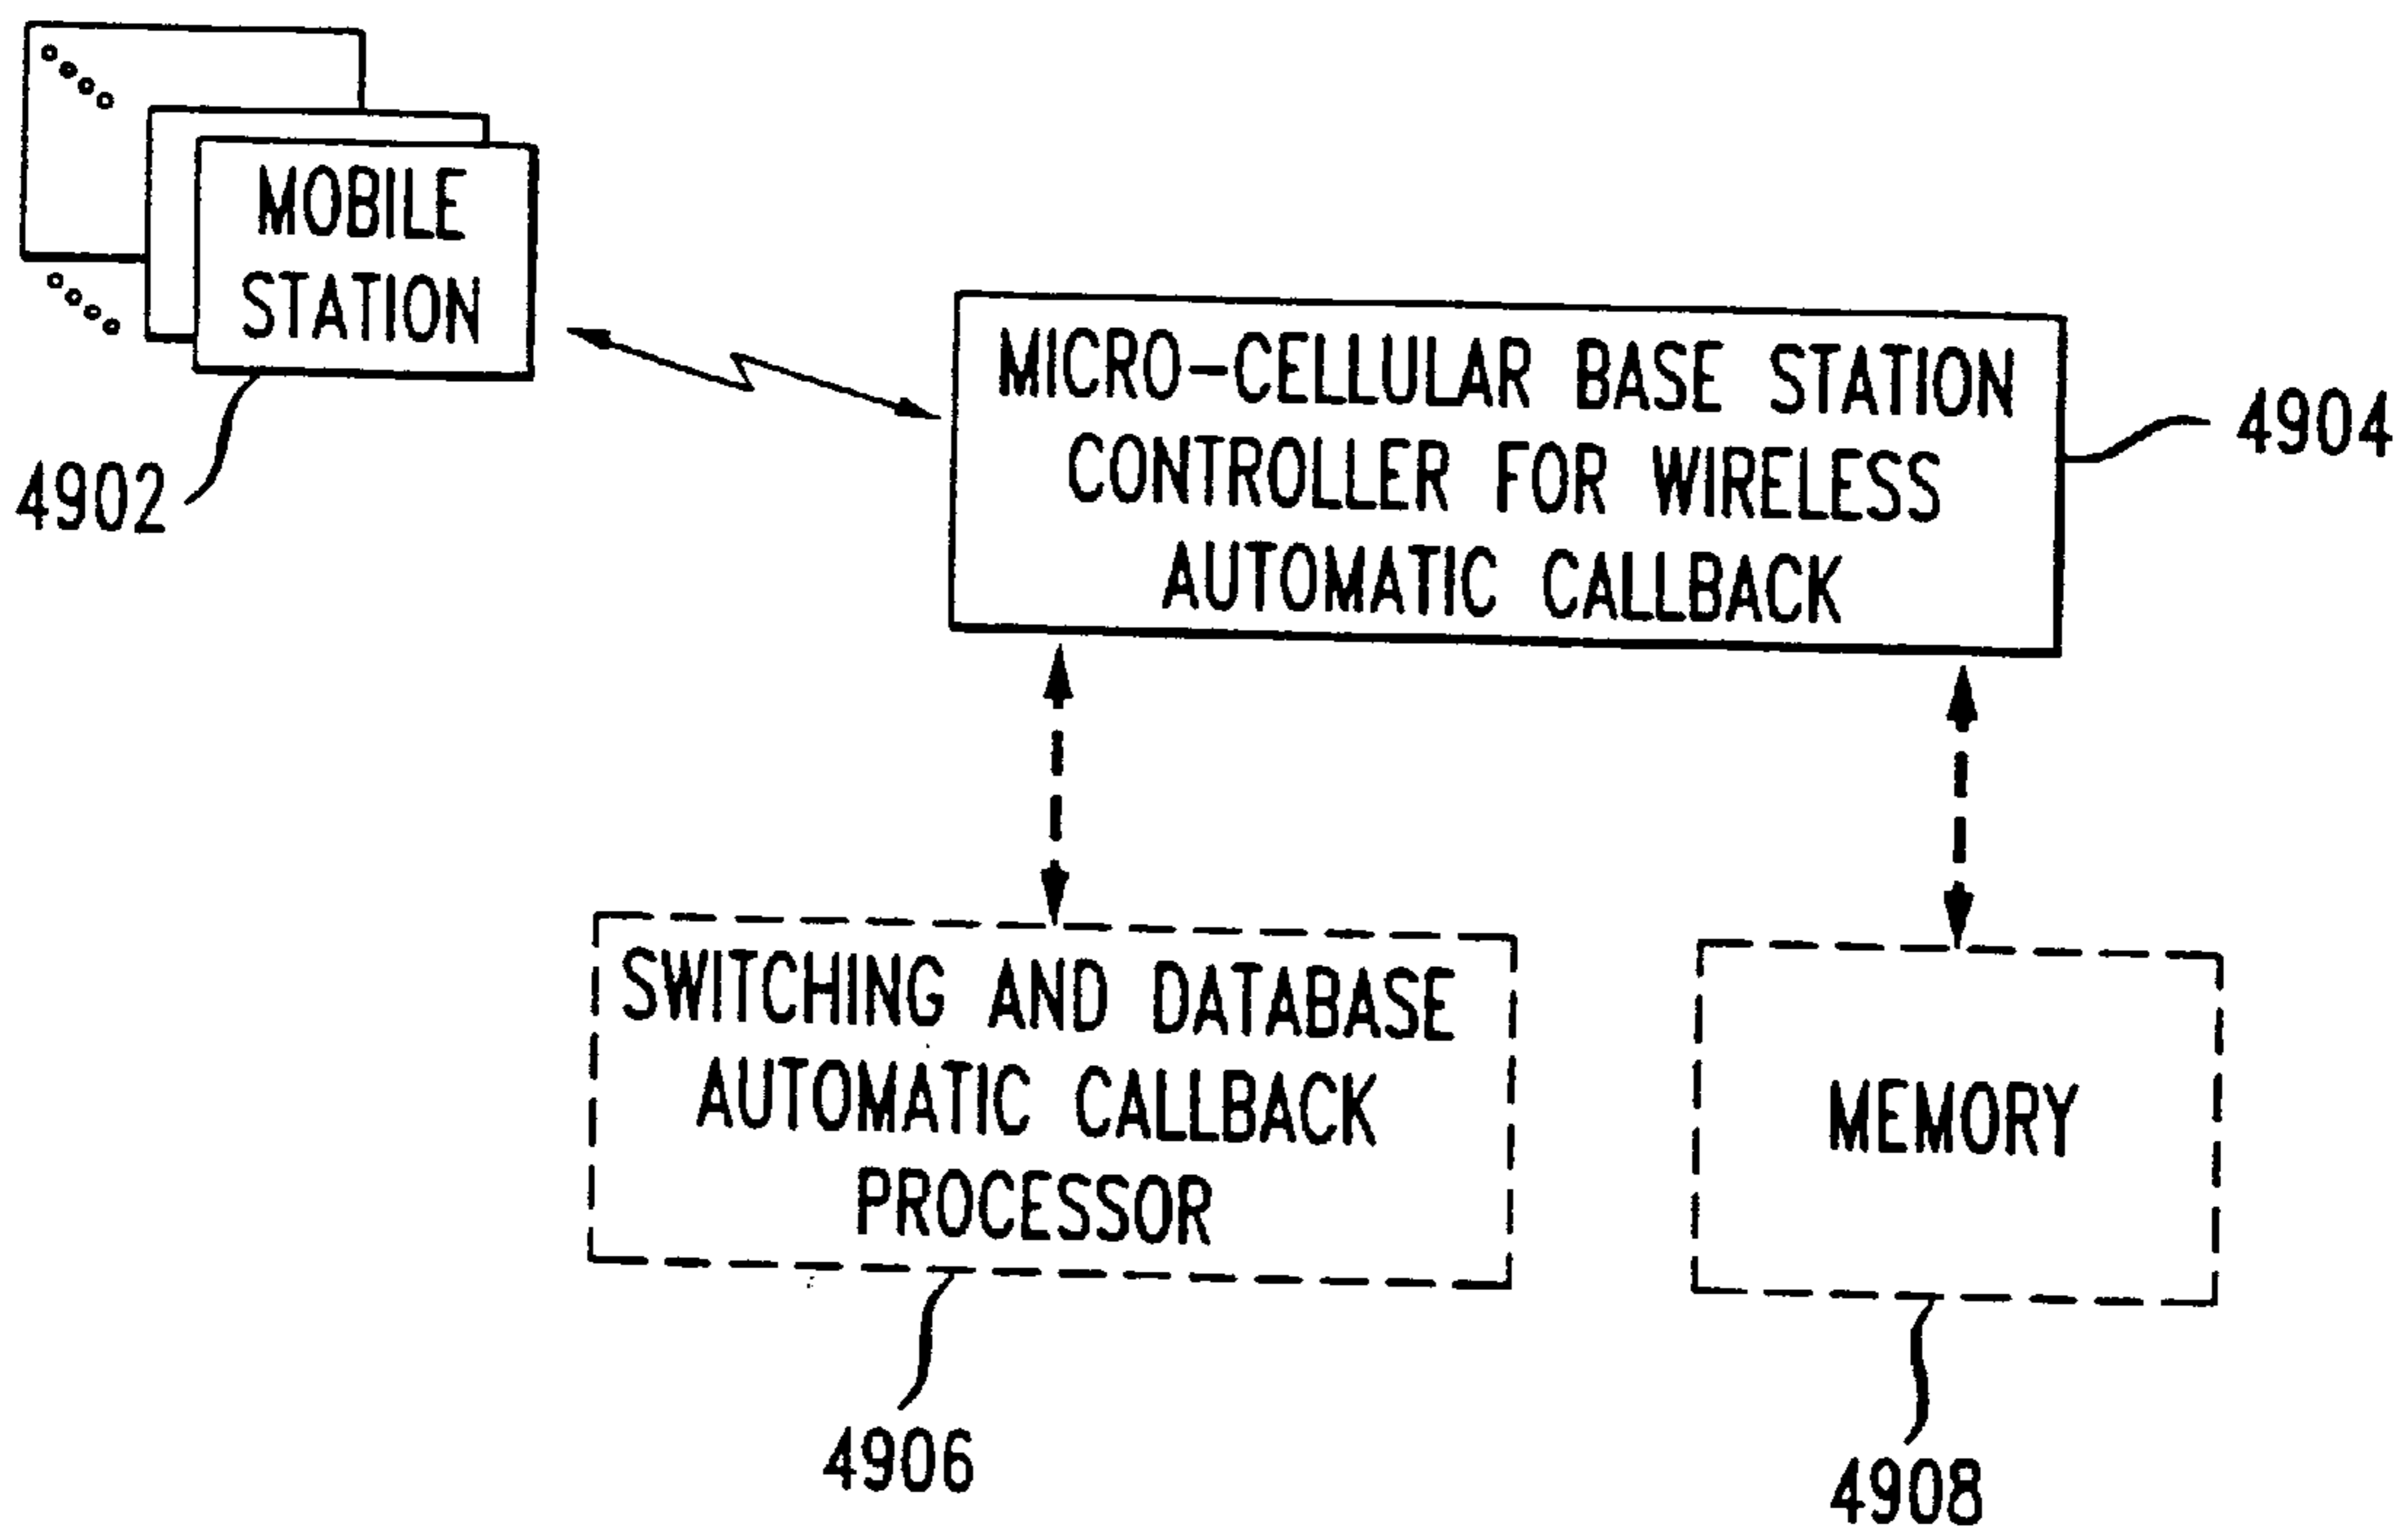 MOBILE
STATION
4902
MICRO-CELLULAR BASE STATION
CONTROLLER FOR WIRELESS
AUTOMATIC CALLBACK
4904
SWITCHING AND DATABASE
AUTOMATIC CALLBACK
PROCESSOR
4906
MEMORY
4908